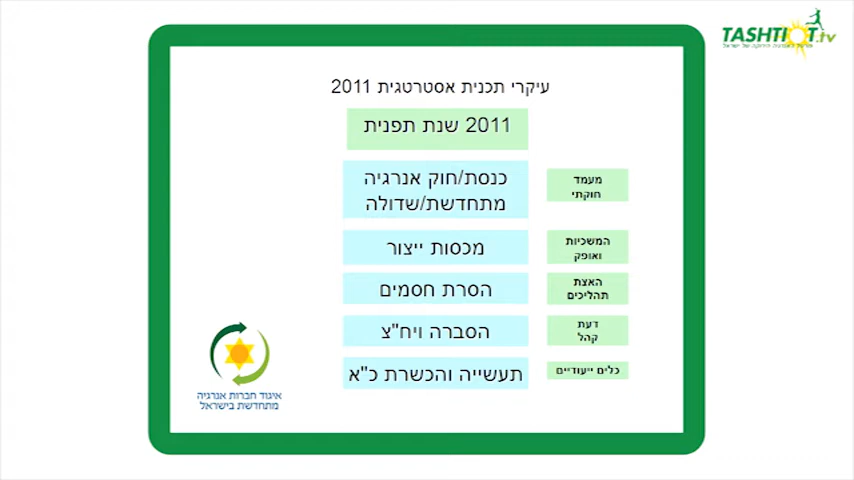 TASHTIOT.tv
עיקרי תכנית אסטרטגית 2011
2011 שנת תפנית
כנסת/חוק אנרגיה
מתחדשת/שדולה
מעמד
חוקתי
מכסות ייצור
המשכיות
ואופק
הסרת חסמים
האצת
תהליכים
הסברה ויח"צ
דעת
קהל
תעשייה והכשרת כ"א
כלים ייעודיים
איגוד חברות אנרגיה
מתחדשת בישראל